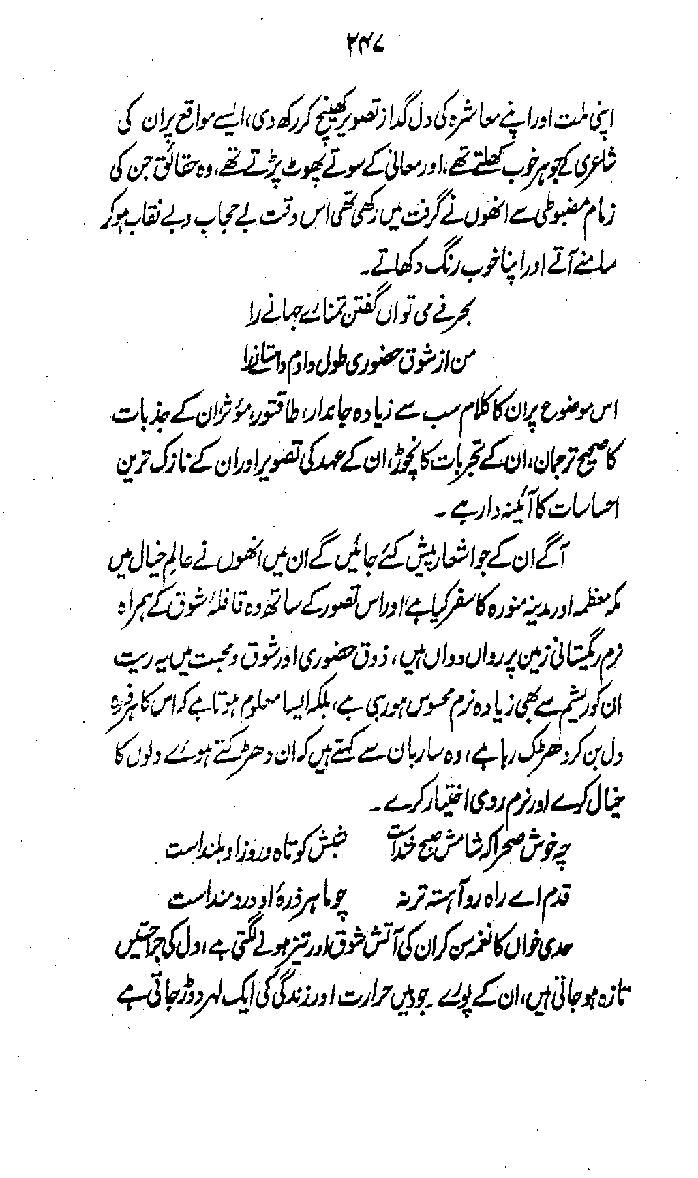 ۲۴۷
اپنی ملت اور اپنے معاشرہ کی دل گداز تصویر کھینچ کر رکھ دی، ایسے مواقع پر ان کی
شاعری کے جوہر خوب کھلتے تھے، اور معانی کے سوتے پھوٹ پڑتے تھے، وہ حقائق جن کی
زمام مضبوطی سے انھوں نے گرفت میں رکھی تھی اس وقت بے حجاب و بے نقاب ہو کر
سامنے آتے اور اپنا خوب رنگ دکھاتے۔
بحرفے می تواں گفتن تمنائے جہانے را
من از شوق حضوری طول دادم داستانے را
اس موضوع پر ان کا کلام سب سے زیادہ جاندار، طاقتور، مؤثر ان کے جذبات
کا صحیح ترجمان، ان کے تجربات کا نچوڑ، ان کے عہد کی تصویر اور ان کے نازک ترین
احساسات کا آئینہ دار ہے۔
آگے ان کے جو اشعار پیش کئے جائیں گے ان میں انھوں نے عالم خیال میں
مکہ معظمہ اور مدینہ منورہ کا سفر کیا ہے اور اس تصور کے ساتھ وہ قافلۂ شوق کے ہمراہ
نرم ریگستانی زمین پر رواں دواں ہیں، ذوق حضوری اور شوق و محبت میں یہ ریت
ان کو ریشم سے بھی زیادہ نرم محسوس ہو رہی ہے، بلکہ ایسا معلوم ہوتا ہے کہ اس کا ہر ذرہ
دل بن کر دھڑک رہا ہے، وہ ساربان سے کہتے ہیں کہ ان دھڑکتے ہوئے دلوں کا
خیال کرے اور نرم روی اختیار کرے۔
چہ خوش صحرا کہ شامش صبح خنداست شبش کوتاہ و روز او بلند است
قدم اے راہ رو آہستہ تر نہ چو ما ہر ذرۂ او درد مند است
حدی خواں کا نغمہ سن کر ان کی آتش شوق اور تیز ہونے لگتی ہے، دل کی جراحتیں
تازہ ہو جاتی ہیں، ان کے پورے وجود میں حرارت اور زندگی کی ایک لہر دوڑ جاتی ہے